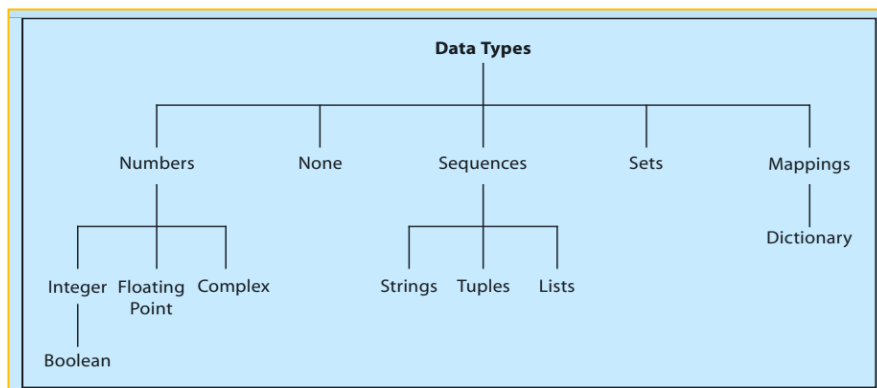 Data Types
Numbers None Sequences Sets Mappings
Dictionary
Integer Floating Complex Strings Tuples Lists
Point
Boolean